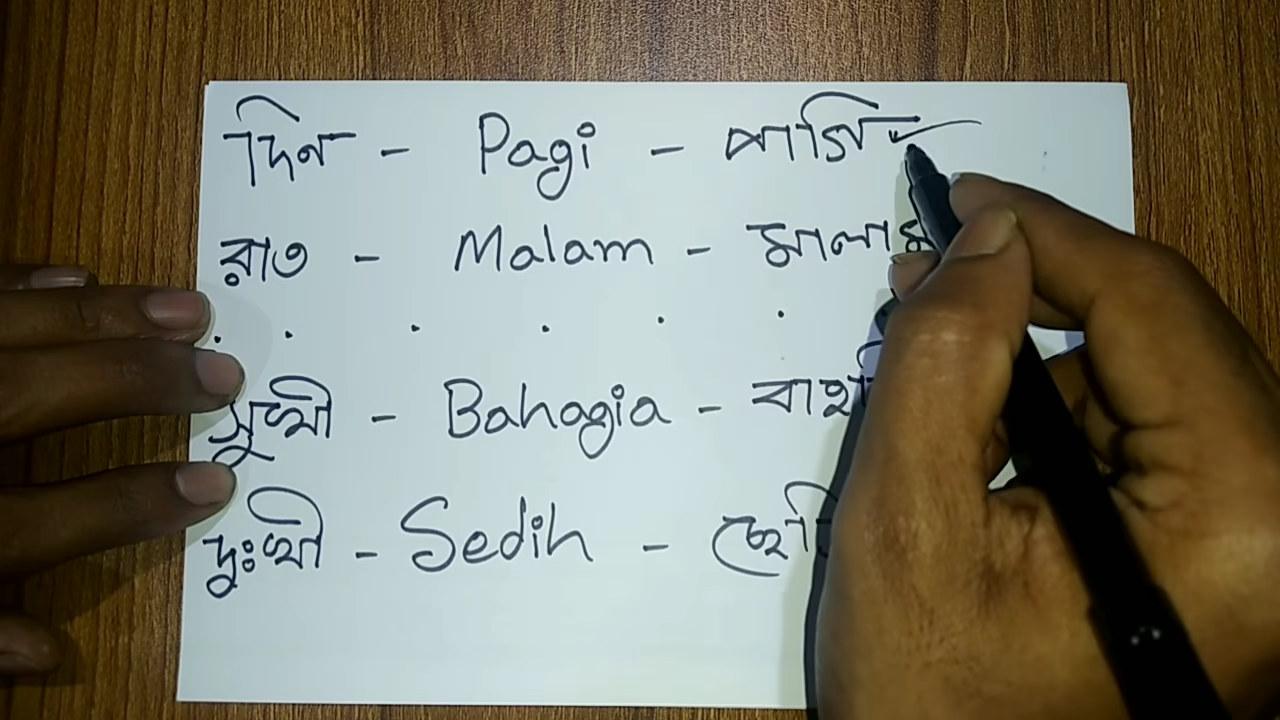 দিন - Pagi - পাগি
রাত - Malam - মালাম
. . . . . .
সুখী - Bahagia -
দুঃখী - Sedih -